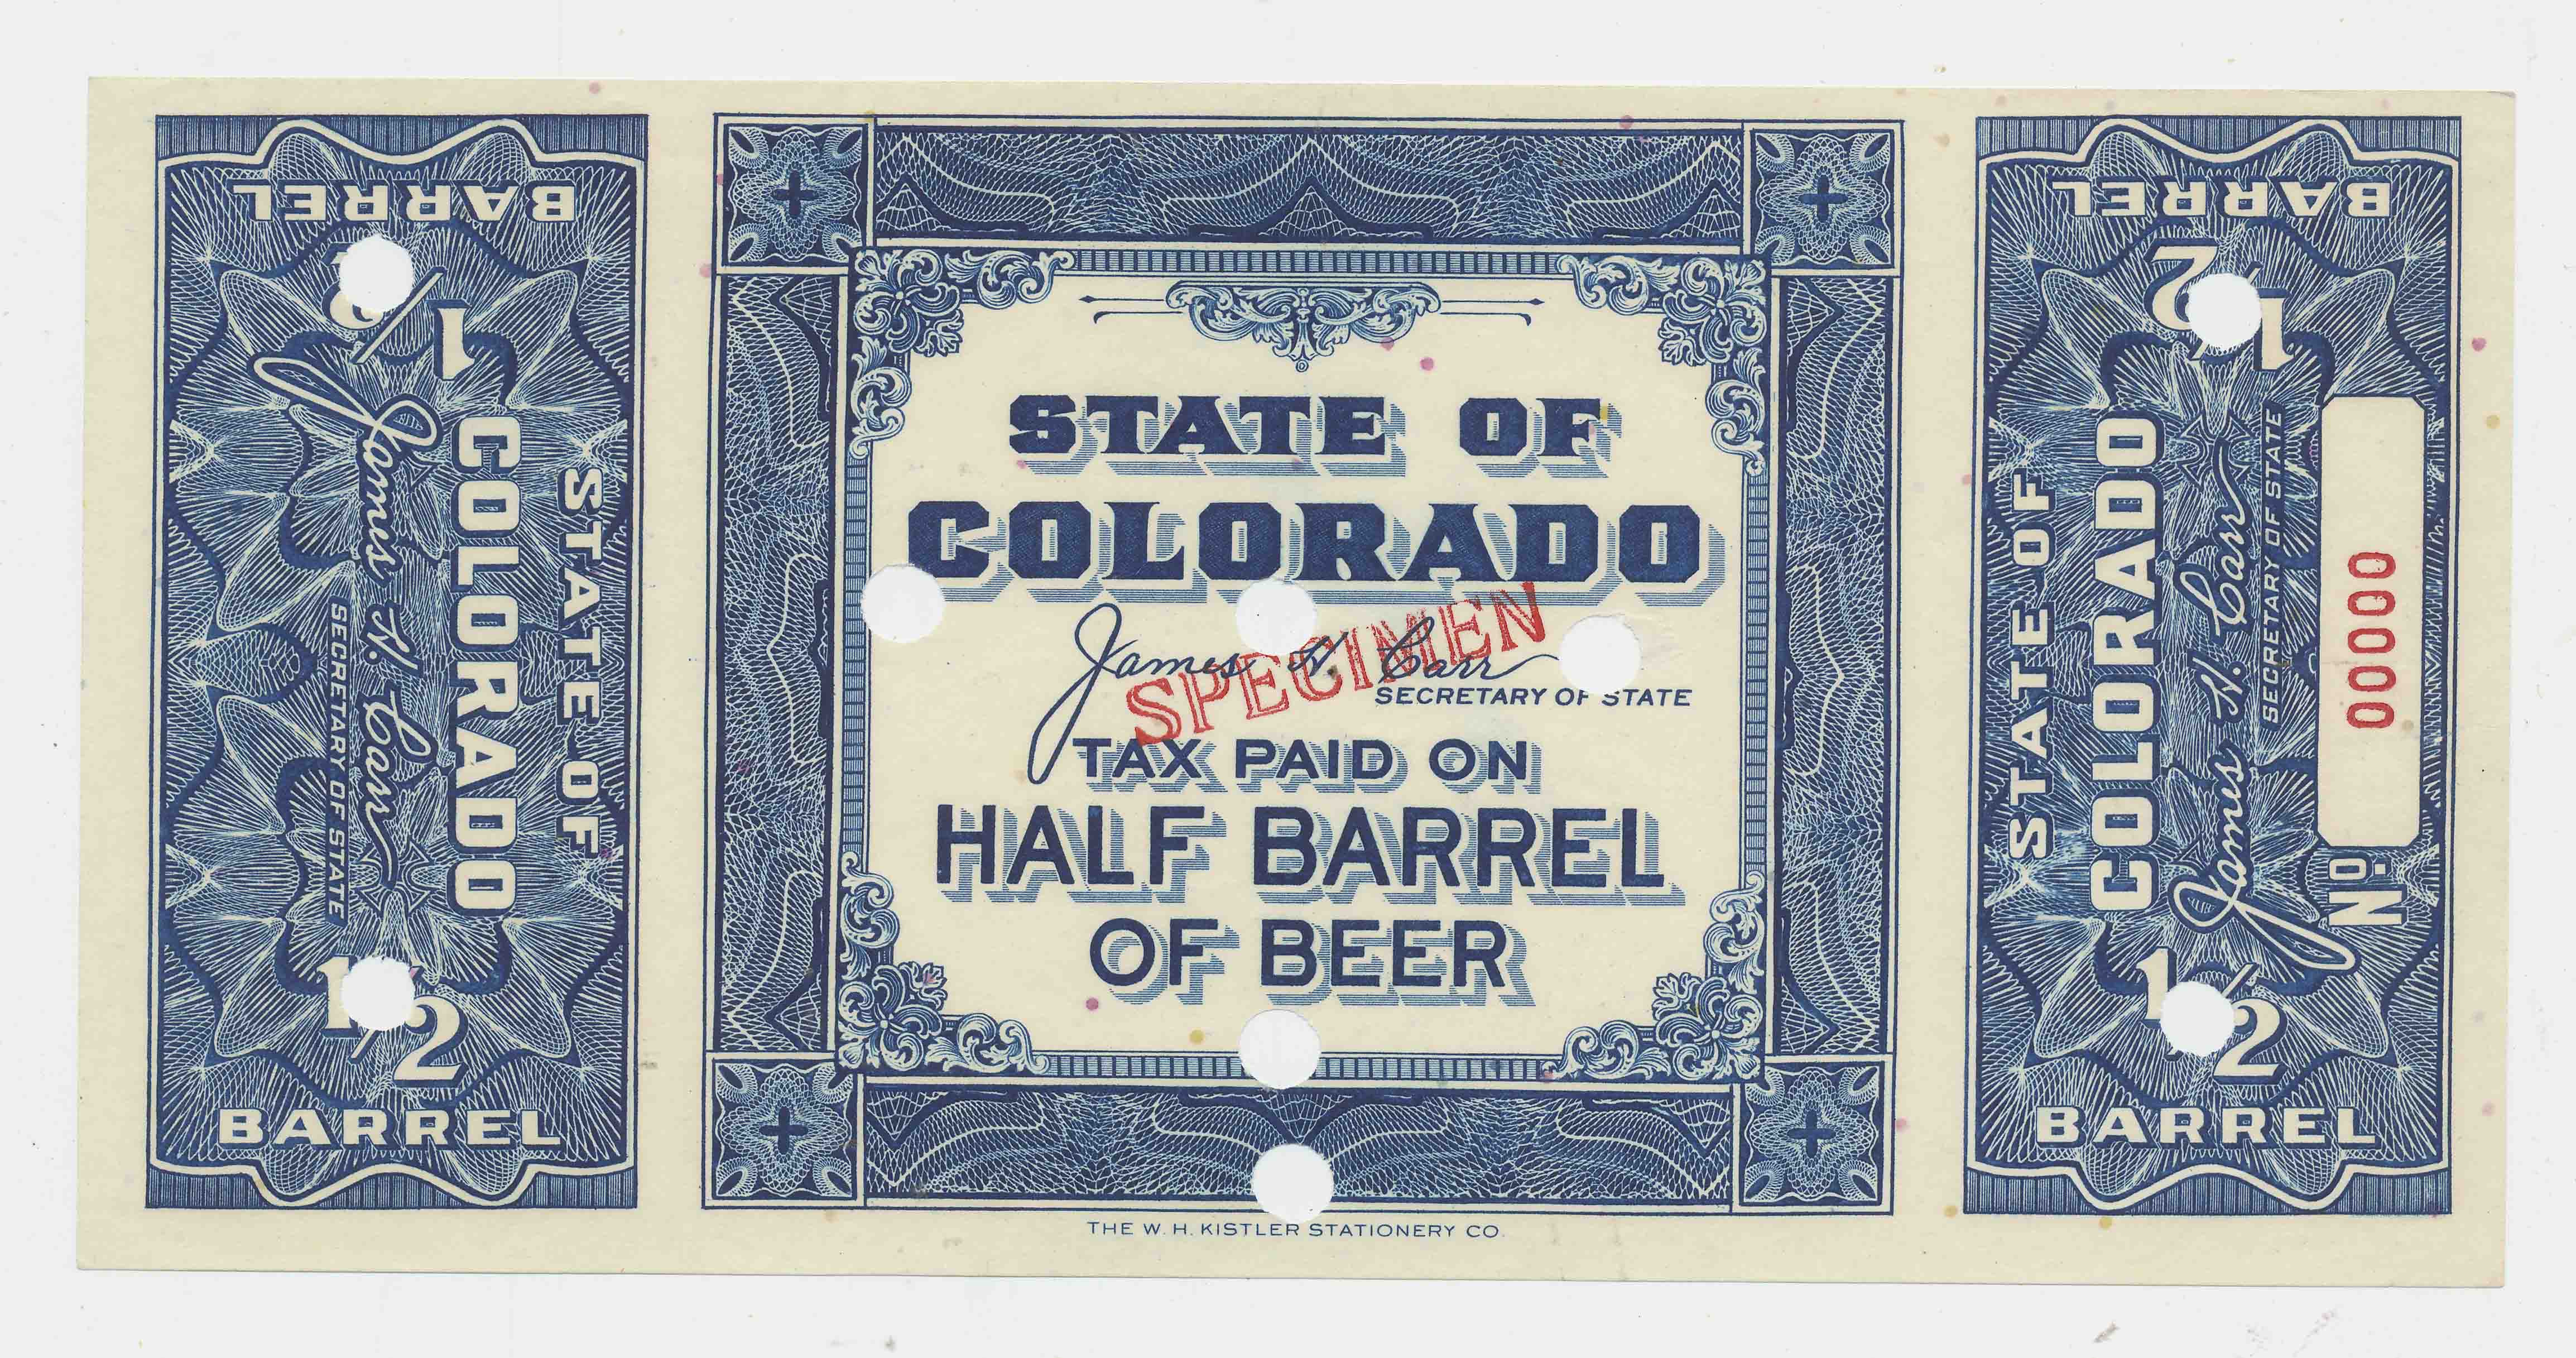 BARREL
1/2
STATE OF
COLORADO
James H. Carr
SECRETARY OF STATE
1/2
BARREL
STATE OF
COLORADO
SPECIMEN
James H. Carr
SECRETARY OF STATE
TAX PAID ON
HALF BARREL
OF BEER
THE W. H. KISTLER STATIONERY CO.
BARREL
1/2
STATE OF
COLORADO
James H. Carr
SECRETARY OF STATE
No. 0000
1/2
BARREL